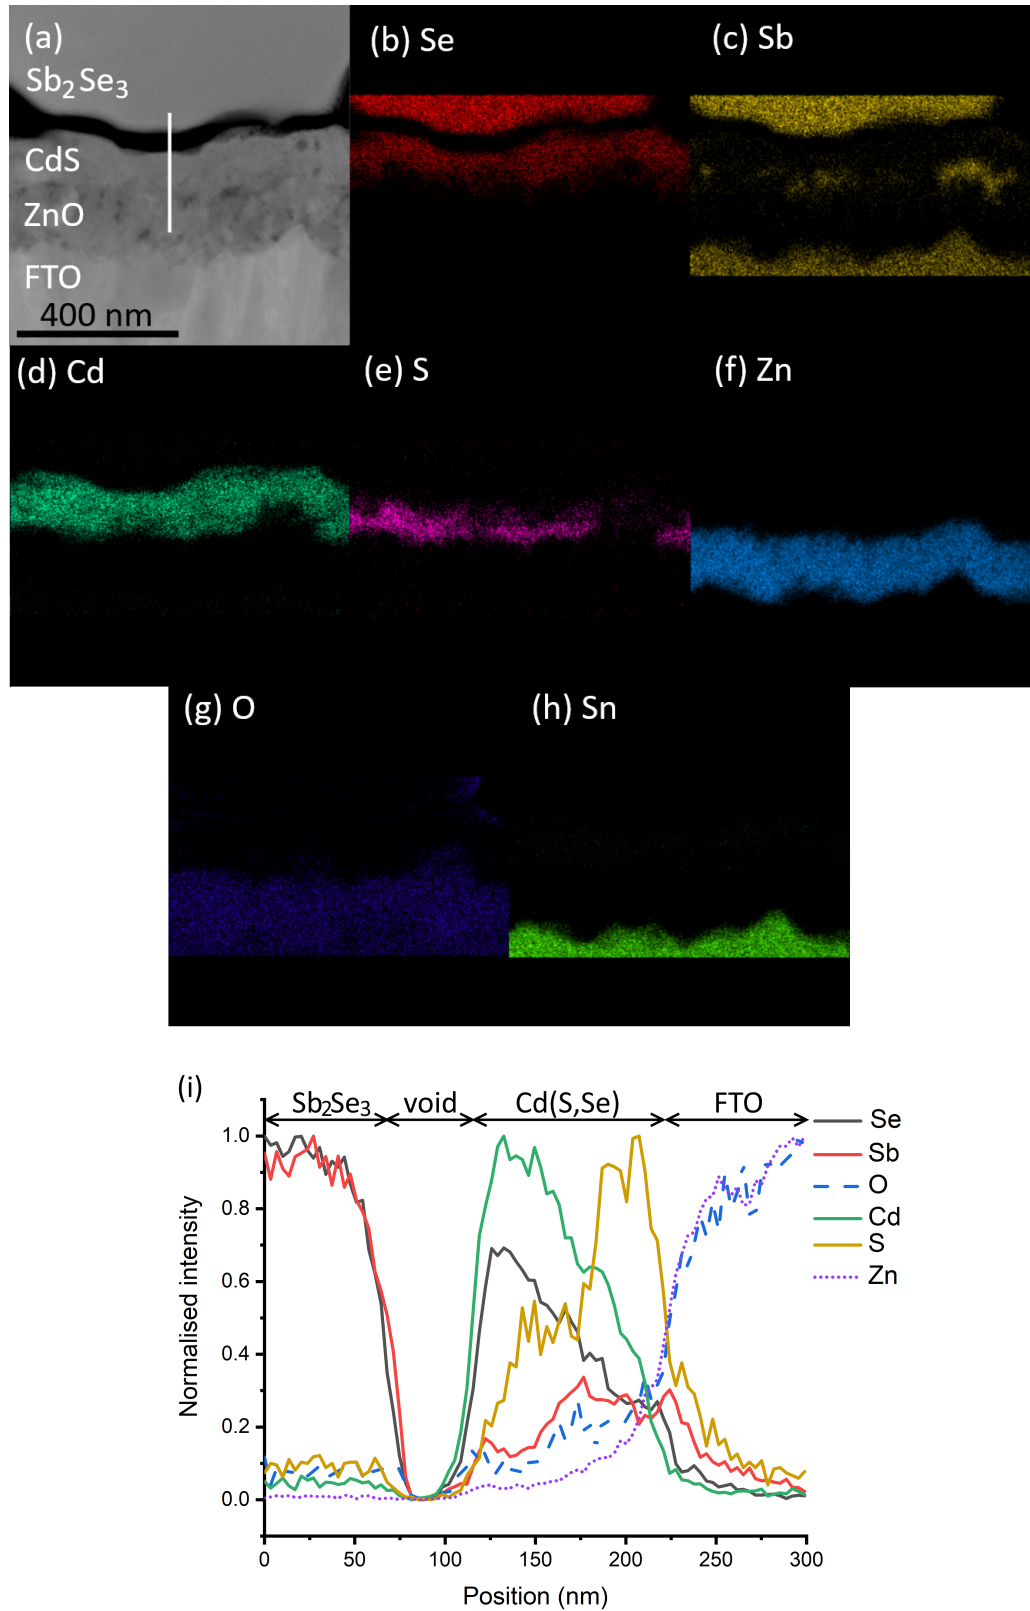 (a)
Sb2Se3
CdS
ZnO
FTO
400 nm
(b) Se
(c) Sb
(d) Cd
(e) S
(f) Zn
(g) O
(h) Sn
(i)
Sb2Se3 void Cd(S,Se) FTO
Se
Sb
O
Cd
S
Zn
1.0
0.8
0.6
0.4
0.2
0.0
Normalised intensity
0 50 100 150 200 250 300
Position (nm)